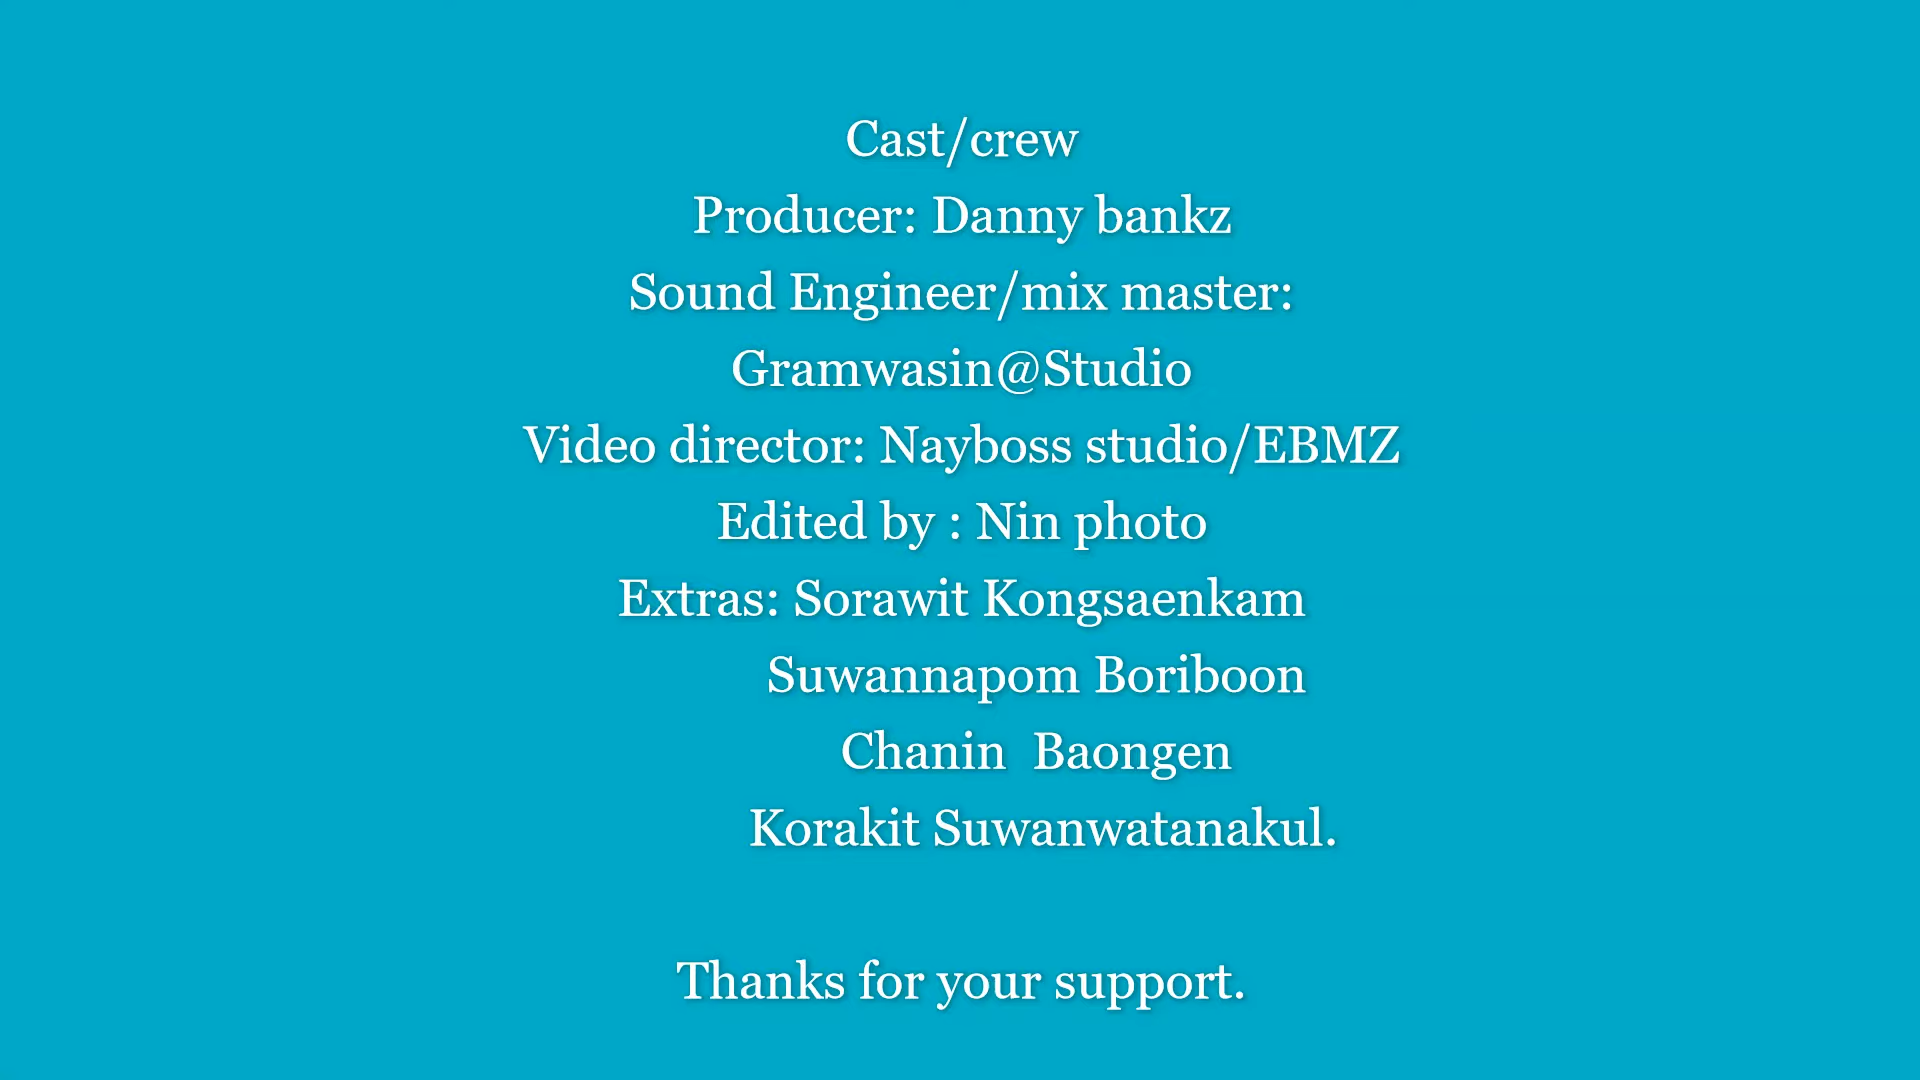 Cast/crew
Producer: Danny bankz
Sound Engineer/mix master:
Gramwasin@Studio
Video director: Nayboss studio/EBMZ
Edited by : Nin photo
Extras: Sorawit Kongsaenkam
Suwannapom Boriboon
Chanin  Baongen
Korakit Suwanwatanakul.
Thanks for your support.